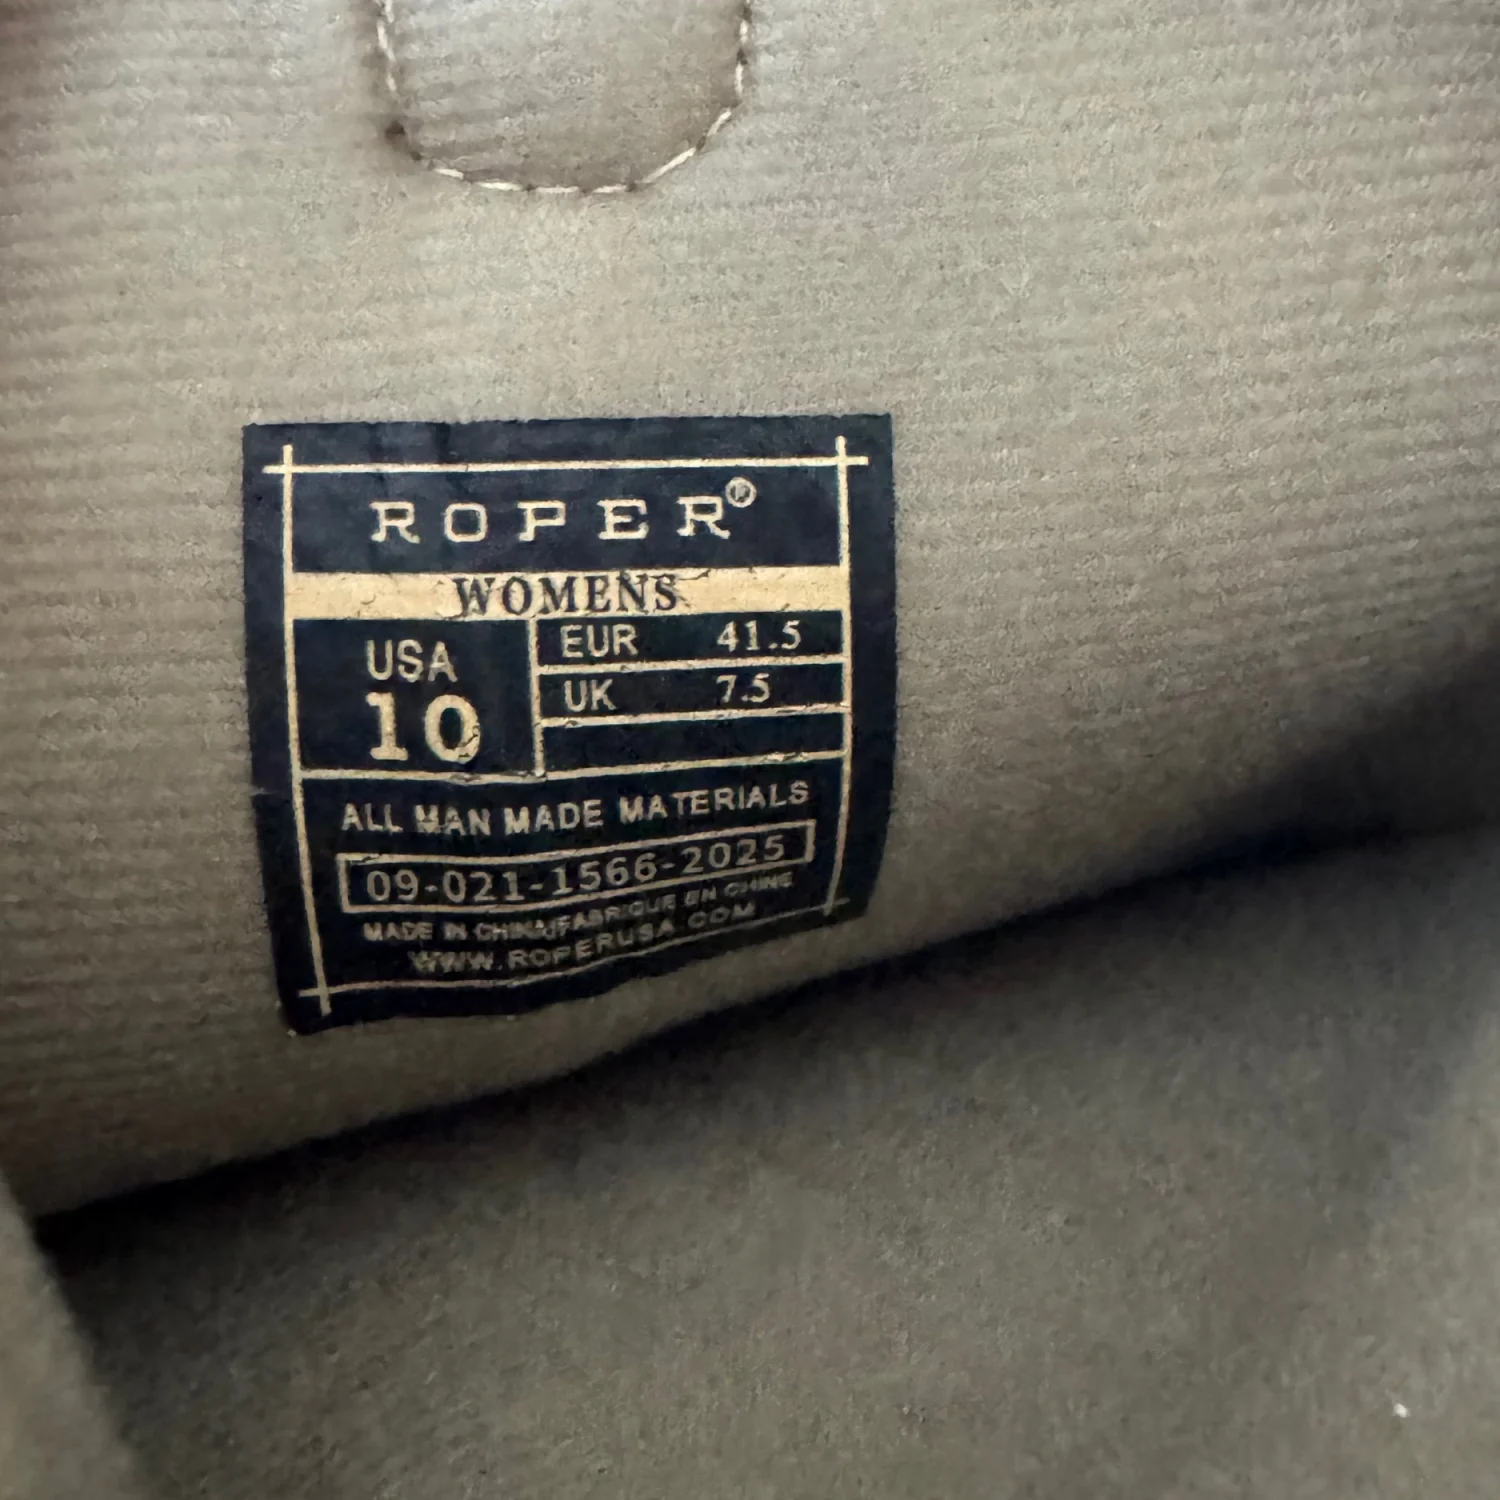 ROPER®
WOMENS
USA
10
EUR 41.5
UK 7.5
ALL MAN MADE MATERIALS
09-021-1566-2025
MADE IN CHINA/FABRIQUE EN CHINE
WWW.ROPERUSA.COM